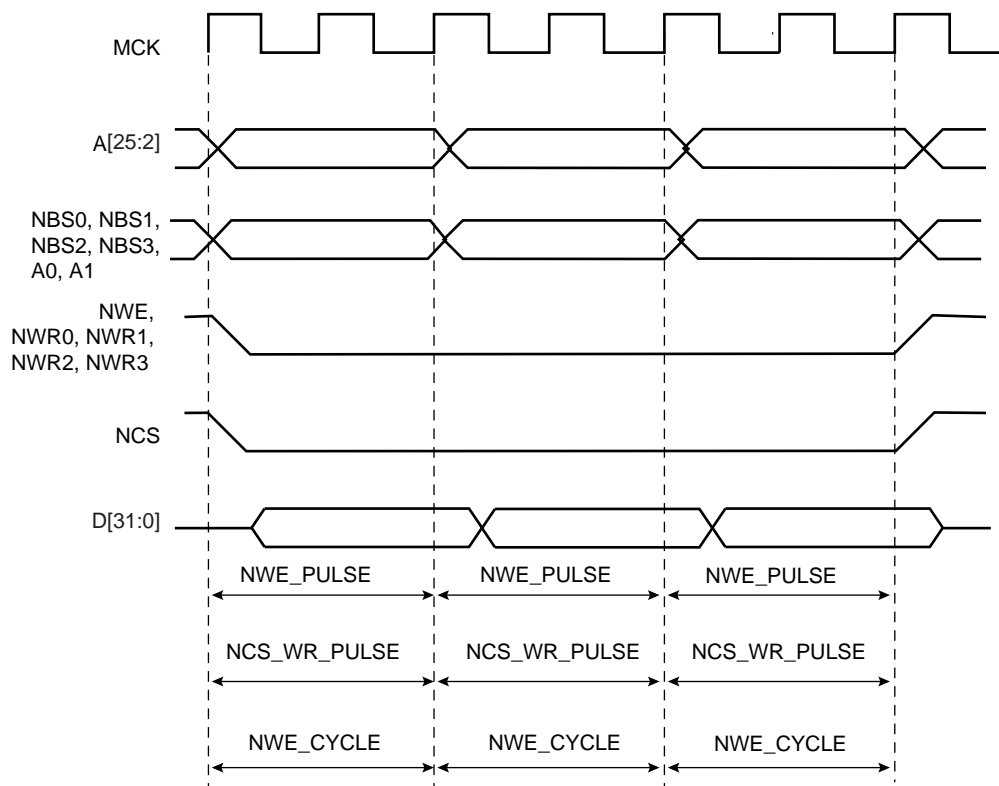 MCK
A[25:2]
NBS0, NBS1,
NBS2, NBS3,
A0, A1
NWE,
NWR0, NWR1,
NWR2, NWR3
NCS
D[31:0]
NWE_PULSE NWE_PULSE NWE_PULSE
NCS_WR_PULSE NCS_WR_PULSE NCS_WR_PULSE
NWE_CYCLE NWE_CYCLE NWE_CYCLE